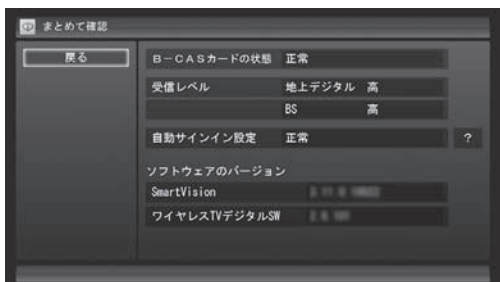 まとめて確認
戻る
B-CASカードの状態 正常
受信レベル 地上デジタル 高
BS 高
自動サインイン設定 正常 ?
ソフトウェアのバージョン
SmartVision
ワイヤレスTVデジタルSW